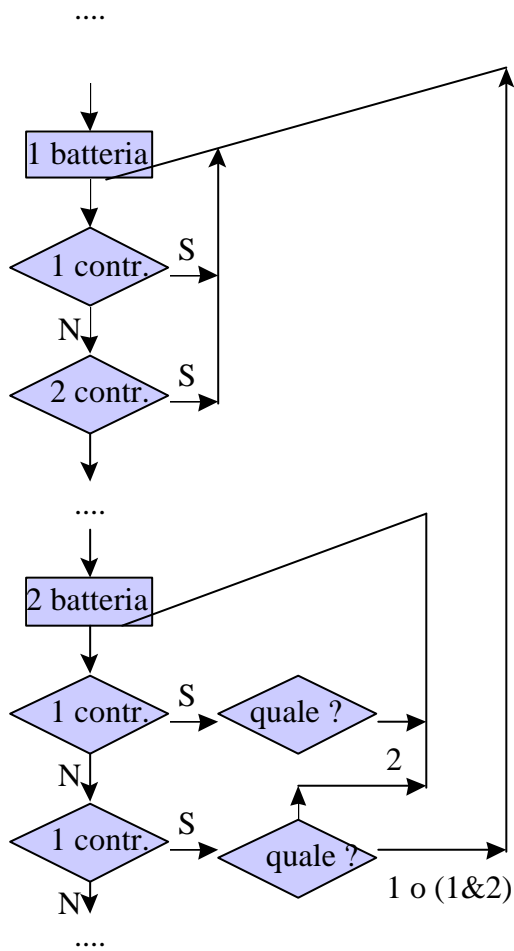 ....
1 batteria
1 contr.
S
N
2 contr.
S
....
2 batteria
1 contr.
S
quale ?
N
2
1 contr.
S
quale ?
1 o (1&2)
N
....